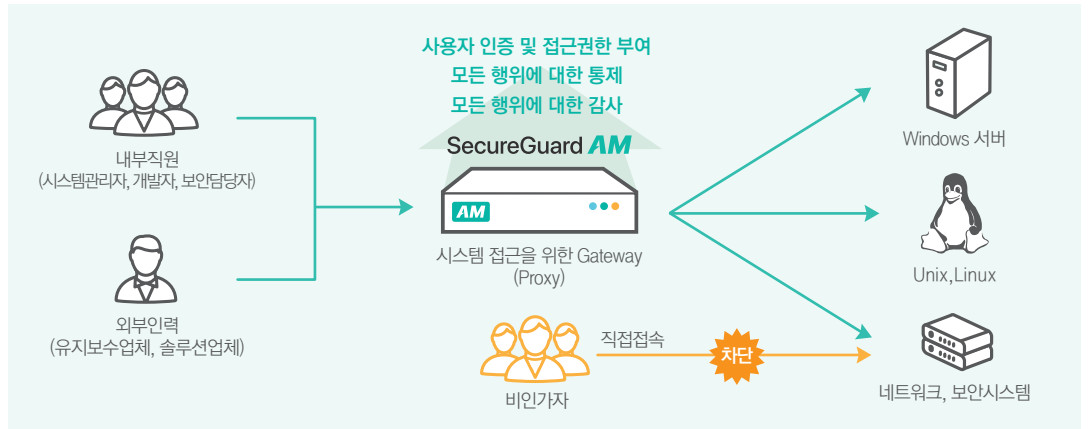 사용자 인증 및 접근권한 부여
모든 행위에 대한 통제
모든 행위에 대한 감사
SecureGuard AM
AM
시스템 접근을 위한 Gateway
(Proxy)
내부직원
(시스템관리자, 개발자, 보안담당자)
외부인력
(유지보수업체, 솔루션업체)
비인가자
직접접속
차단
Windows 서버
Unix,Linux
네트워크, 보안시스템